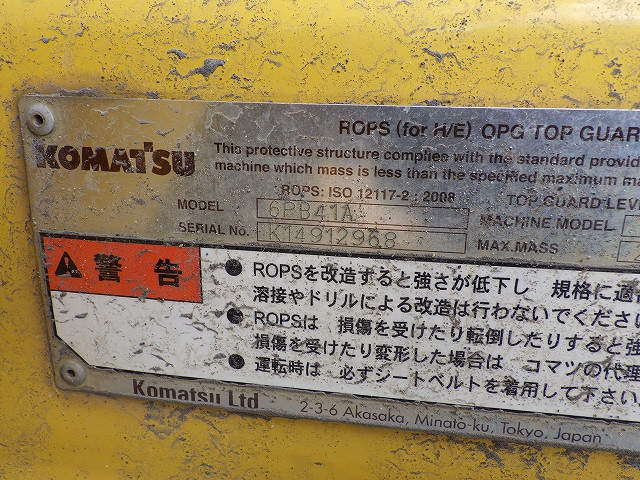 KOMATSU
ROPS (for H/E) OPG TOP GUAR
This protective structure complies with the standard provid
machine which mass is less than the specified maximum ma
ROPS: ISO 12117-2 : 2008 TOP GUARD LEVE
MODEL 6PB41A MACHINE MODEL
SERIAL No. K14912968 MAX.MASS
警告
● ROPSを改造すると強さが低下し 規格に適
溶接やドリルによる改造は行わないでくださ
● ROPSは 損傷を受けたり転倒したりすると強
損傷を受けたり変形した場合は コマツの代理
● 運転時は 必ずシートベルトを着用して下さい。
Komatsu Ltd
2-3-6 Akasaka, Minato-ku, Tokyo, Japan